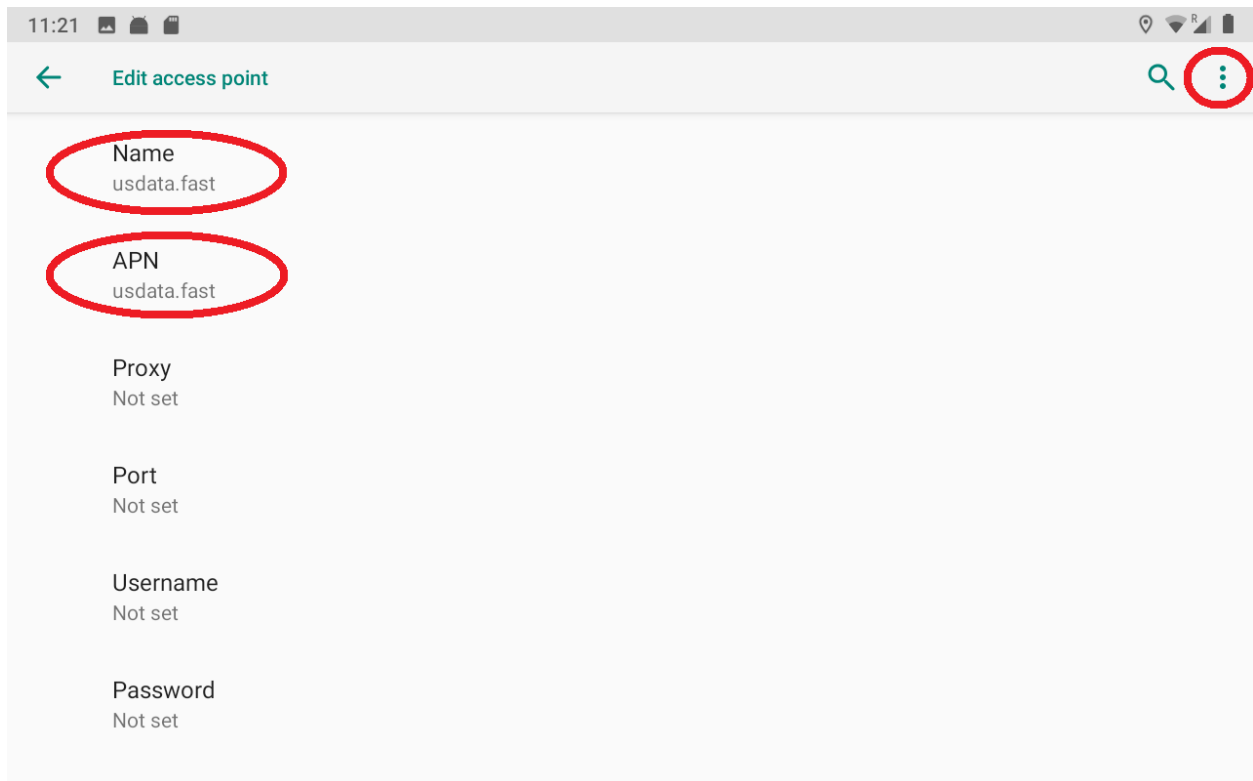 11:21
R
Edit access point
Name
usdata.fast
APN
usdata.fast
Proxy
Not set
Port
Not set
Username
Not set
Password
Not set